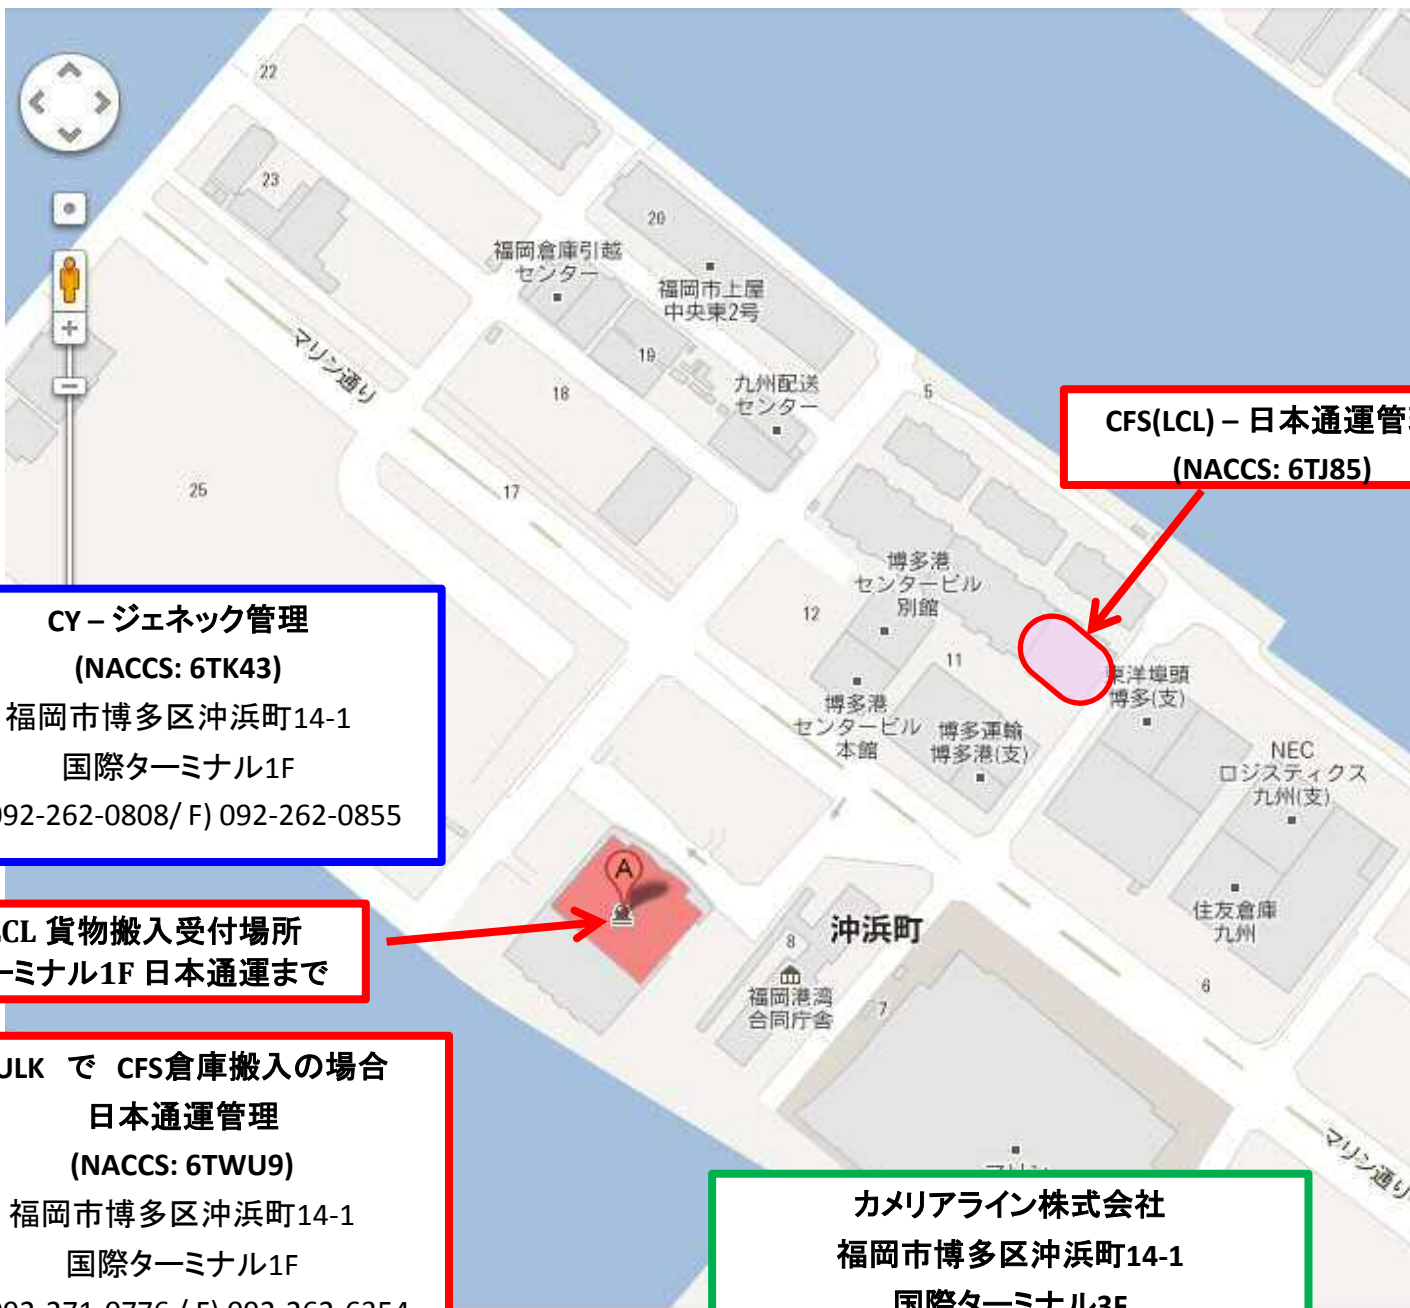 22
23
20
福岡倉庫引越
センター
福岡市上屋
中央東2号
マリン通り
19
18
九州配送
センター
5
CFS(LCL) – 日本通運管
(NACCS: 6TJ85)
25
17
博多港
センタービル
別館
12
11
東洋埠頭
博多(支)
CY – ジェネック管理
(NACCS: 6TK43)
福岡市博多区沖浜町14-1
国際ターミナル1F
092-262-0808/ F) 092-262-0855
博多港
センタービル
本館
博多運輸
博多港(支)
NEC
ロジスティクス
九州(支)
A
LCL 貨物搬入受付場所
ーミナル1F 日本通運まで
沖浜町
8
福岡港湾
合同庁舎
7
住友倉庫
九州
6
ULK で CFS倉庫搬入の場合
日本通運管理
(NACCS: 6TWU9)
福岡市博多区沖浜町14-1
国際ターミナル1F
マリン通り
カメリアライン株式会社
福岡市博多区沖浜町14-1
国際ターミナル3F